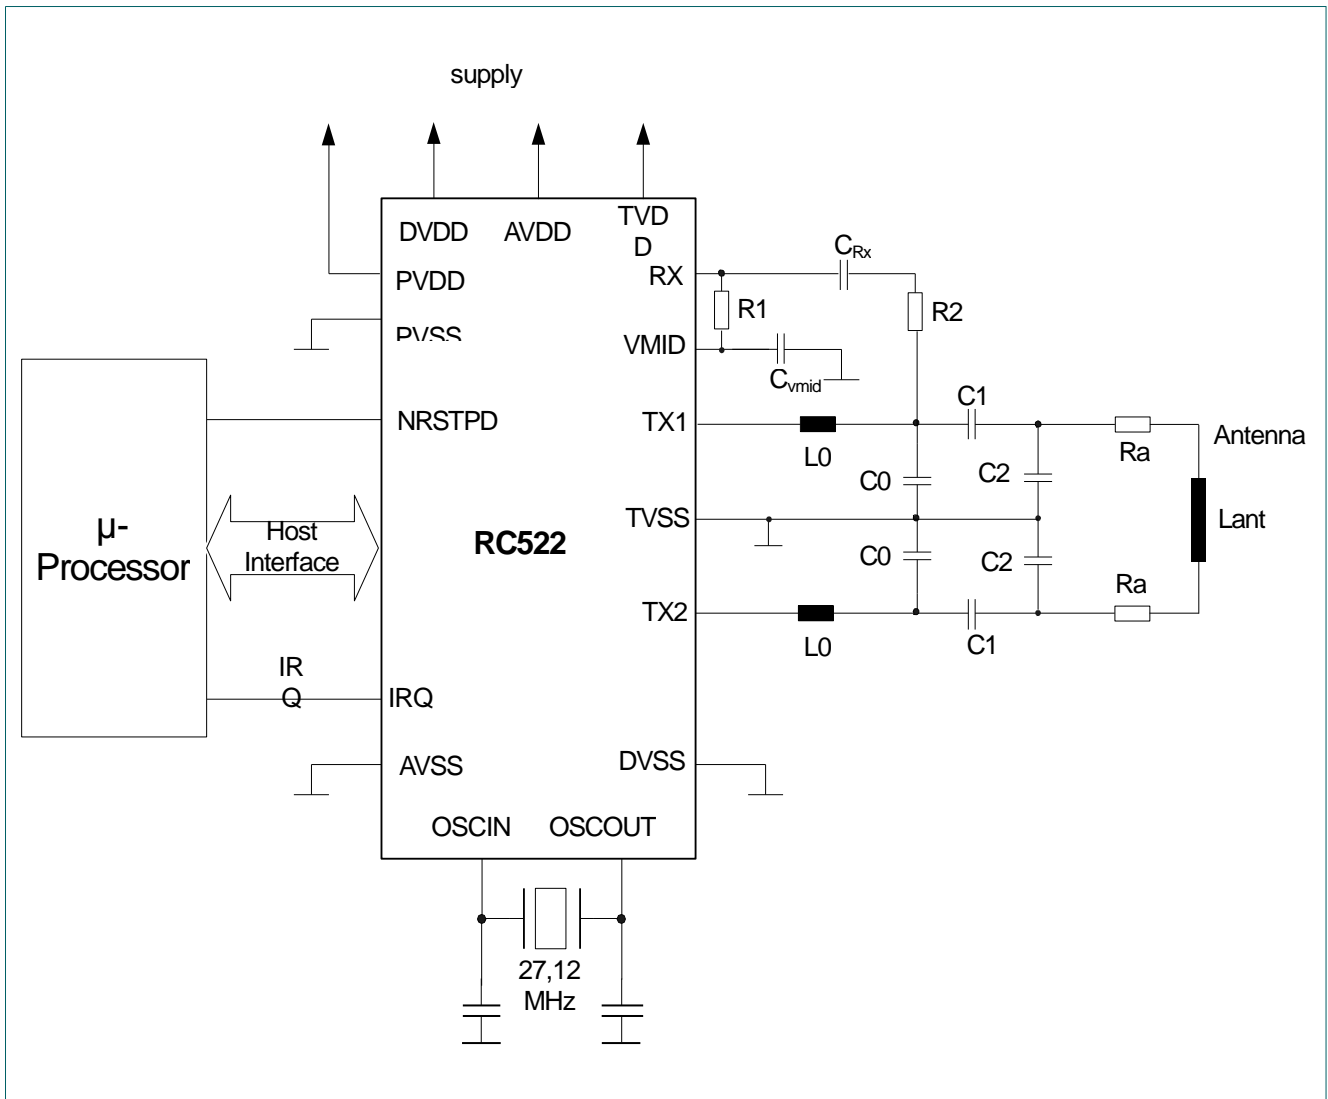 supply
DVDD
AVDD
TVD
D
PVDD
RX
C_Rx
PVSS
R1
R2
VMID
C_vmid
NRSTPD
TX1
L0
C1
Ra
Antenna
C0
C2
µ-
Processor
Host
Interface
RC522
TVSS
Lant
C0
C2
TX2
L0
C1
Ra
IR
Q
IRQ
AVSS
DVSS
OSCIN
OSCOUT
27,12
MHz